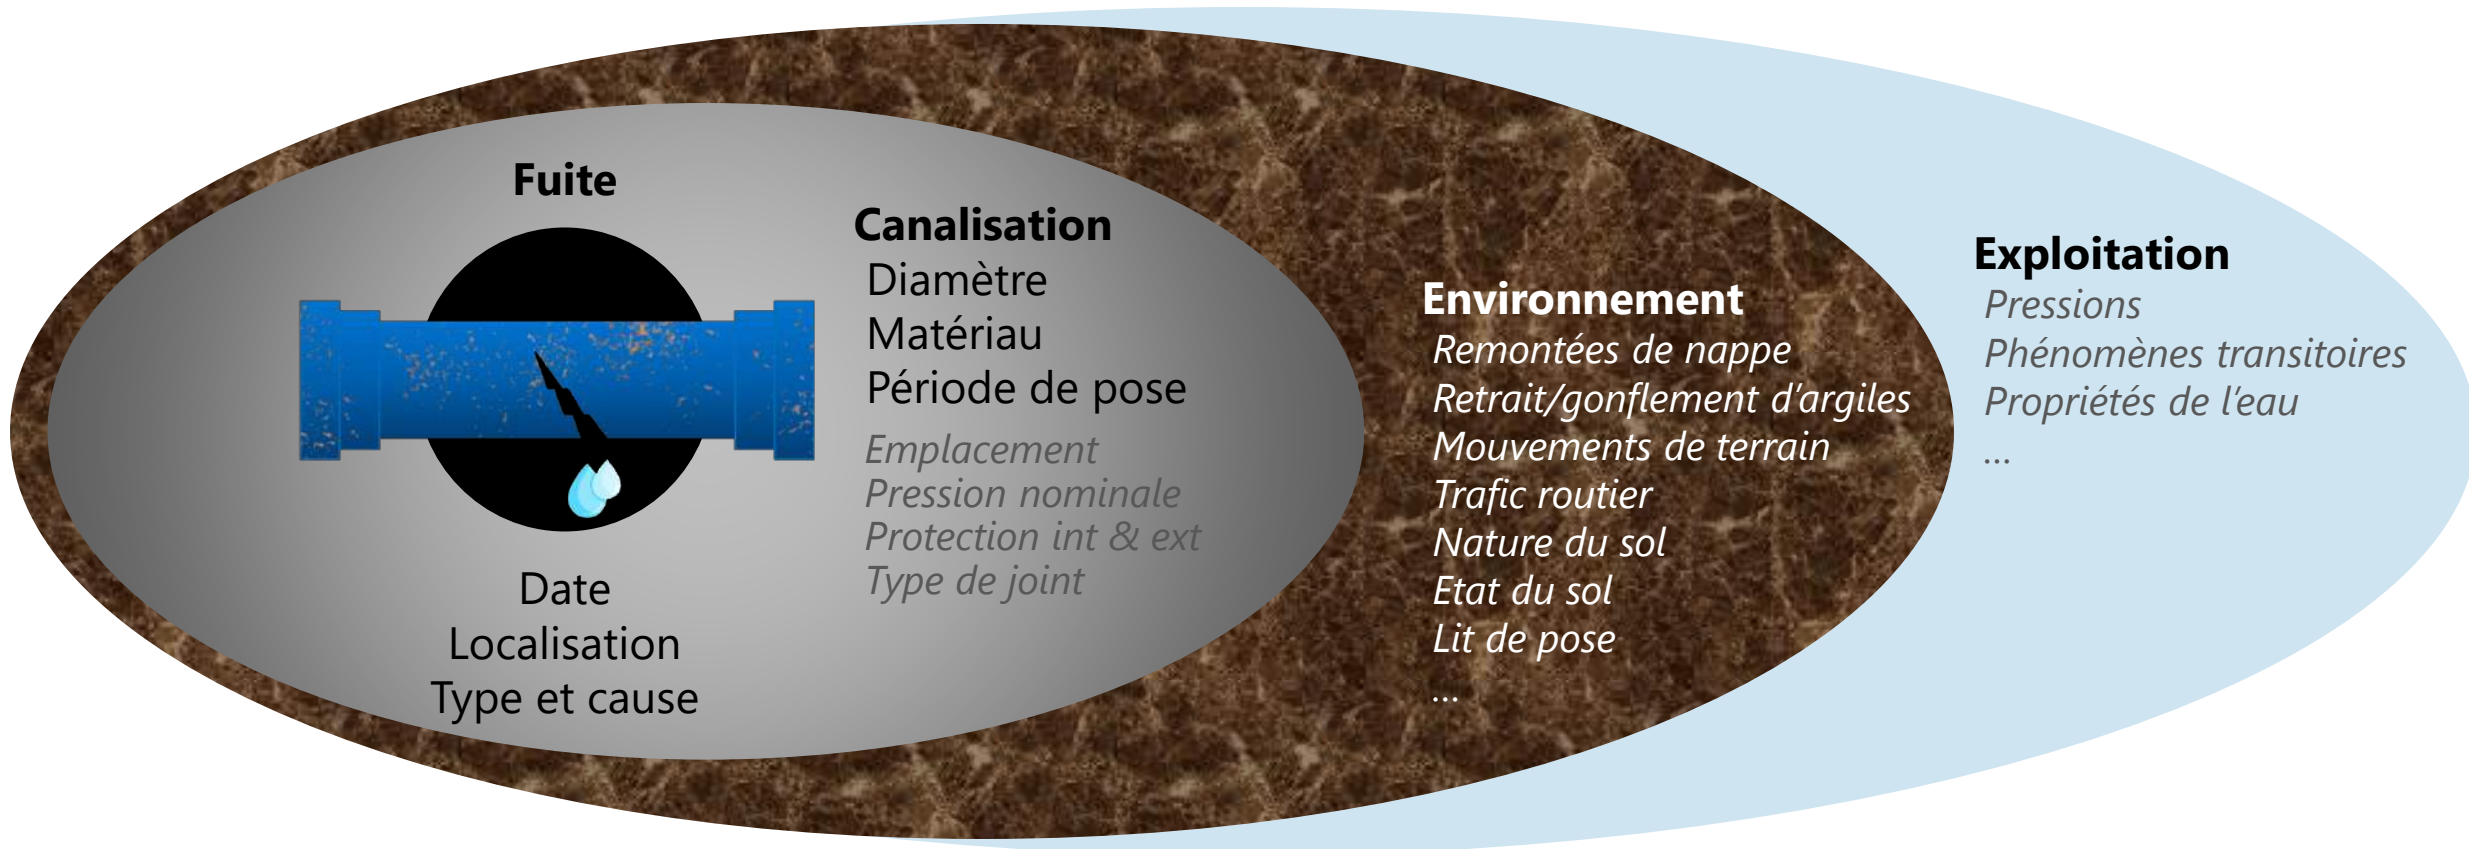 Fuite
Date
Localisation
Type et cause
Canalisation
Diamètre
Matériau
Période de pose
Emplacement
Pression nominale
Protection int & ext
Type de joint
Environnement
Remontées de nappe
Retrait/gonflement d’argiles
Mouvements de terrain
Trafic routier
Nature du sol
Etat du sol
Lit de pose
...
Exploitation
Pressions
Phénomènes transitoires
Propriétés de l’eau
...